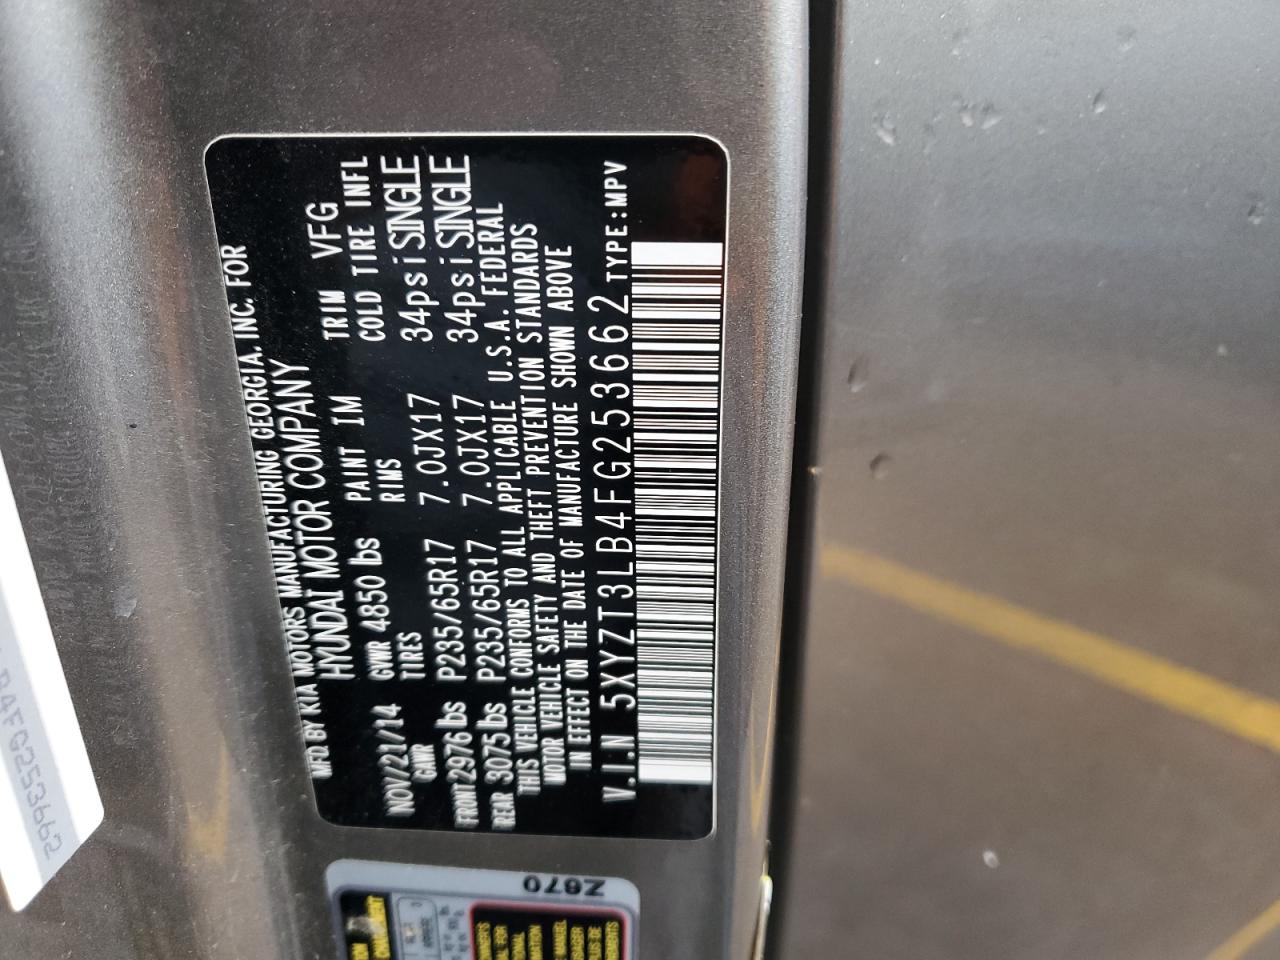 MFD BY KIA MOTORS MANUFACTURING GEORGIA, INC. FOR
HYUNDAI MOTOR COMPANY
NOV/21/14 GVWR 4850 lbs PAINT IM TRIM VFG
GAWR TIRES RIMS COLD TIRE INFL
FRONT 2976 lbs P235/65R17 7.0JX17 34psi SINGLE
REAR 3075 lbs P235/65R17 7.0JX17 34psi SINGLE
THIS VEHICLE CONFORMS TO ALL APPLICABLE U.S.A. FEDERAL
MOTOR VEHICLE SAFETY AND THEFT PREVENTION STANDARDS
IN EFFECT ON THE DATE OF MANUFACTURE SHOWN ABOVE
V.I.N 5XYZT3LB4FG253662 TYPE:MPV
B4FG253662
Z670